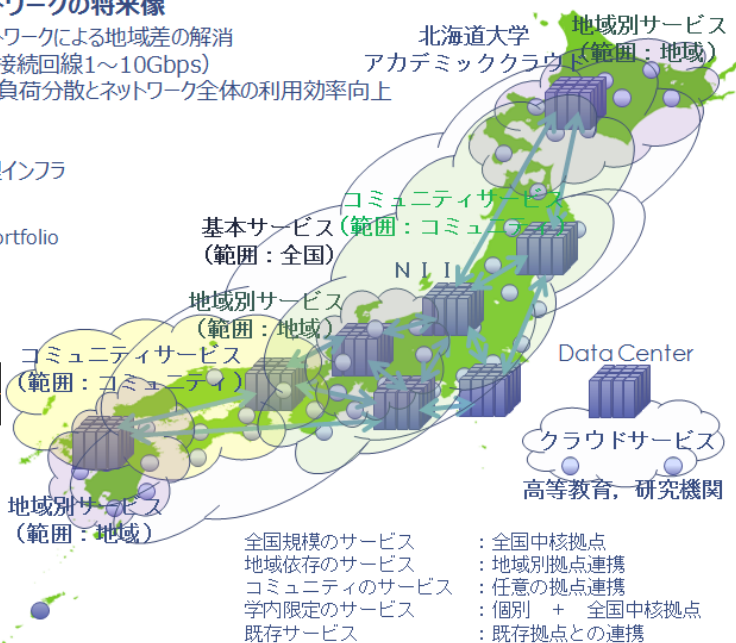 トワークの将来像
トワークによる地域差の解消
接続回線1～10Gbps）
負荷分散とネットワーク全体の利用効率向上
型インフラ
ortfolio
北海道大学
アカデミッククラウド
地域別サービス
（範囲：地域）
コミュニティサービス
（範囲：コミュニティ）
基本サービス
（範囲：全国）
ＮＩＩ
地域別サービス
（範囲：地域）
コミュニティサービス
（範囲：コミュニティ）
地域別サービス
（範囲：地域）
Data Center
クラウドサービス
高等教育，研究機関
全国規模のサービス　：全国中核拠点
地域依存のサービス　：地域別拠点連携
コミュニティのサービス　：任意の拠点連携
学内限定のサービス　：個別　＋　全国中核拠点
既存サービス　：既存拠点との連携